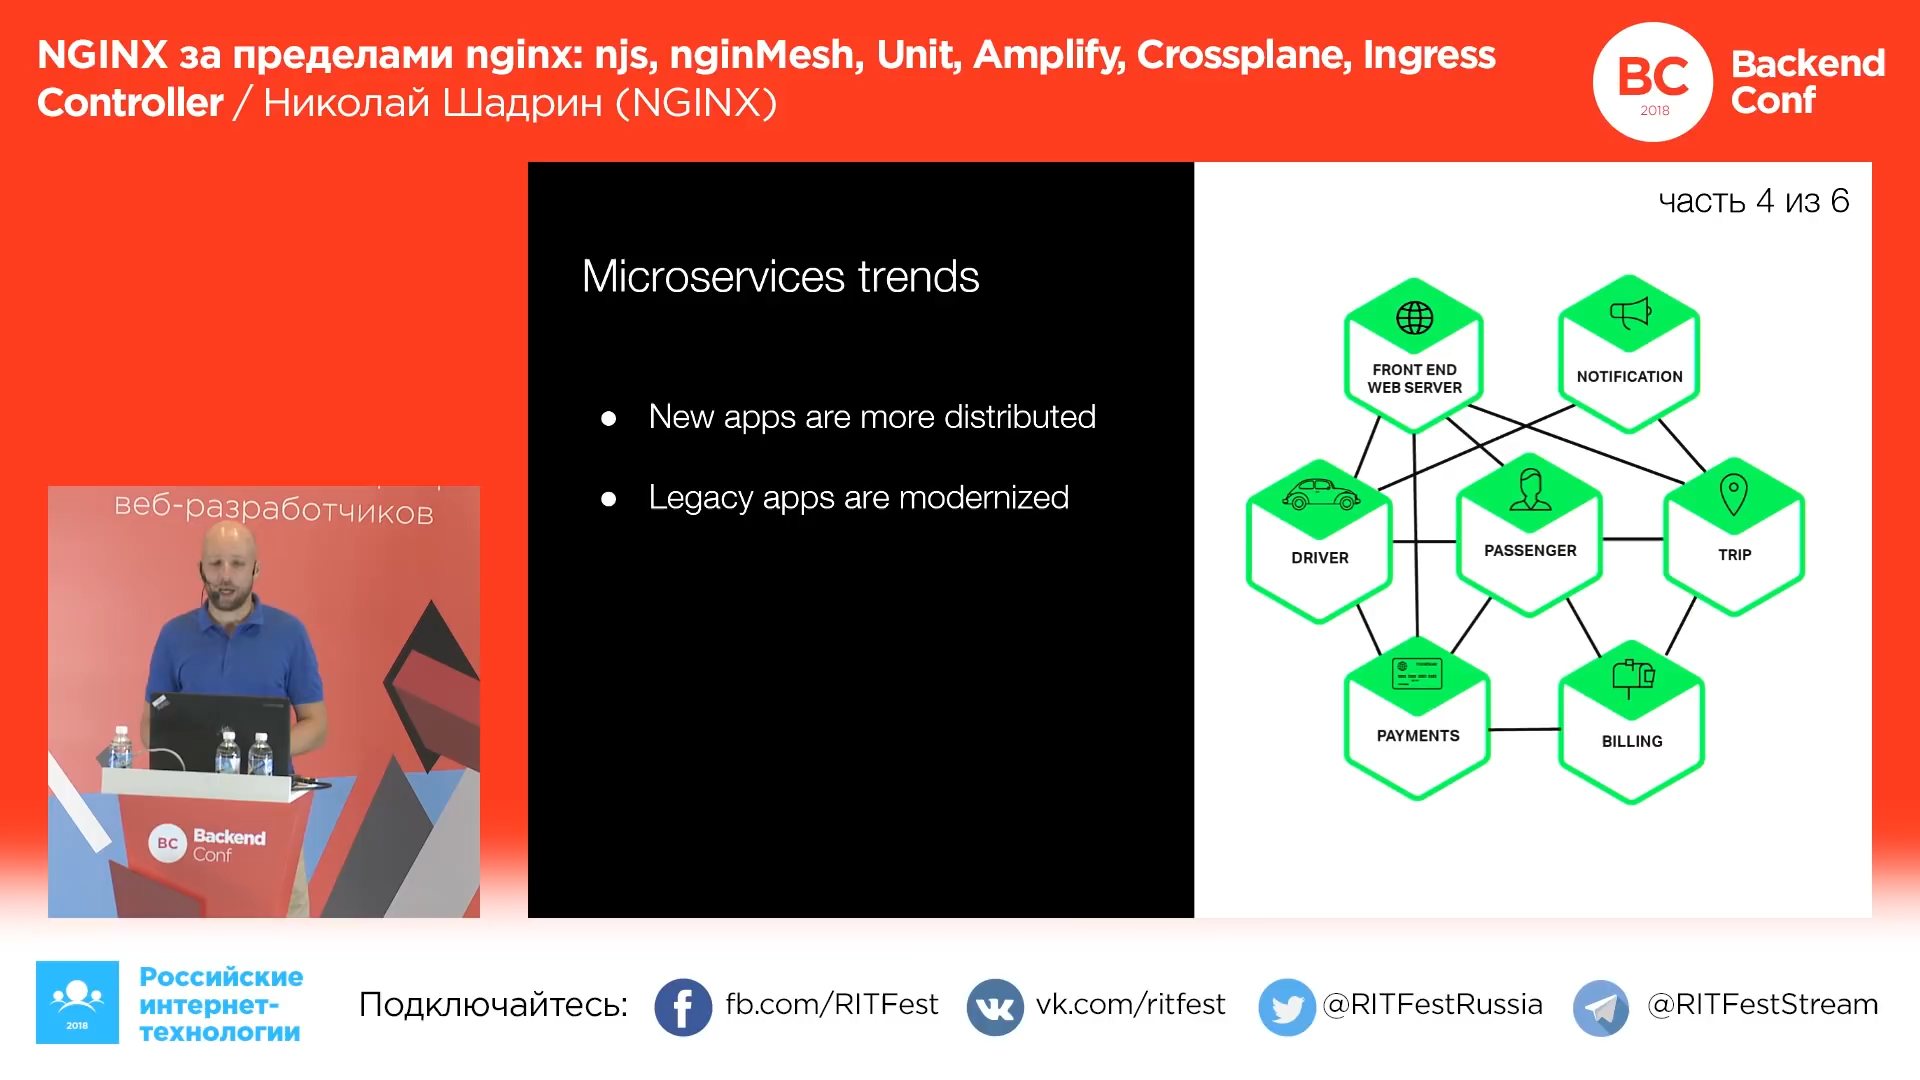 NGINX за пределами nginx: njs, nginMesh, Unit, Amplify, Crossplane, Ingress
Controller / Николай Шадрин (NGINX)
BC
2018
Backend
Conf
часть 4 из 6
Microservices trends
● New apps are more distributed
● Legacy apps are modernized
FRONT END
WEB SERVER
NOTIFICATION
DRIVER
PASSENGER
TRIP
PAYMENTS
BILLING
веб-разработчиков
BC
Backend
Conf
2018
Российские
интернет-
технологии
Подключайтесь:
fb.com/RITFest
vk.com/ritfest
@RITFestRussia
@RITFestStream